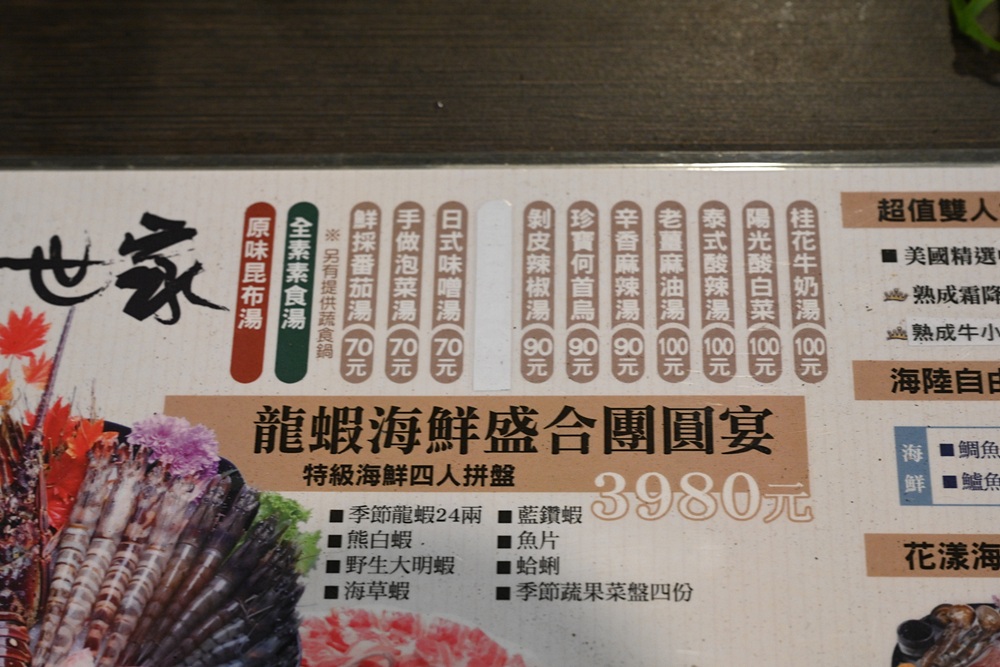 世家
原味昆布湯
全素素食湯
※ 另有提供蔬食鍋
鮮採番茄湯 70元
手做泡菜湯 70元
日式味噌湯 70元
剝皮辣椒湯 90元
珍寶何首烏 90元
辛香麻辣湯 90元
老薑麻油湯 100元
泰式酸辣湯 100元
陽光酸白菜 100元
桂花牛奶湯 100元
龍蝦海鮮盛合團圓宴
特級海鮮四人拼盤
3980元
■ 季節龍蝦24兩
■ 熊白蝦
■ 野生大明蝦
■ 海草蝦
■ 藍鑽蝦
■ 魚片
■ 蛤蜊
■ 季節蔬果菜盤四份
超值雙人
■ 美國精選
熟成霜降
熟成牛小
海陸自由
海鮮
■ 鯛魚
■ 鱸魚
花漾海